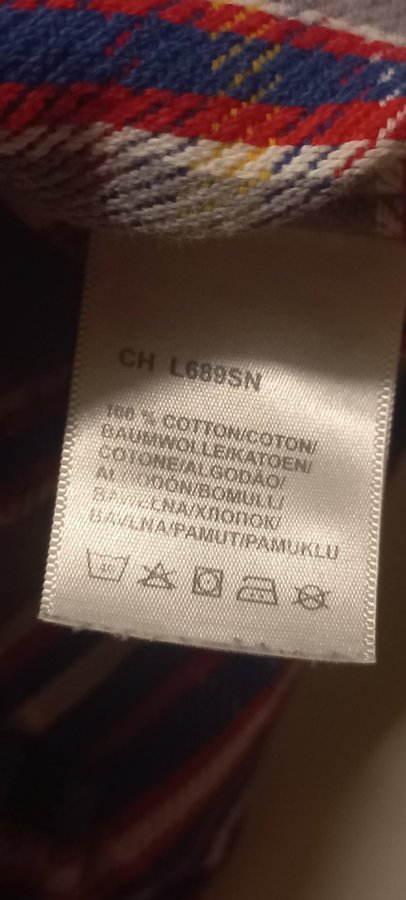 CH L689SN
100 % COTTON/COTON/
BAUMWOLLE/KATOEN/
COTONE/ALGODÃO/
ALGODÓN/BOMULL/
BAWEŁNA/ХЛОПОК/
BAVLNA/PAMUT/PAMUKLU